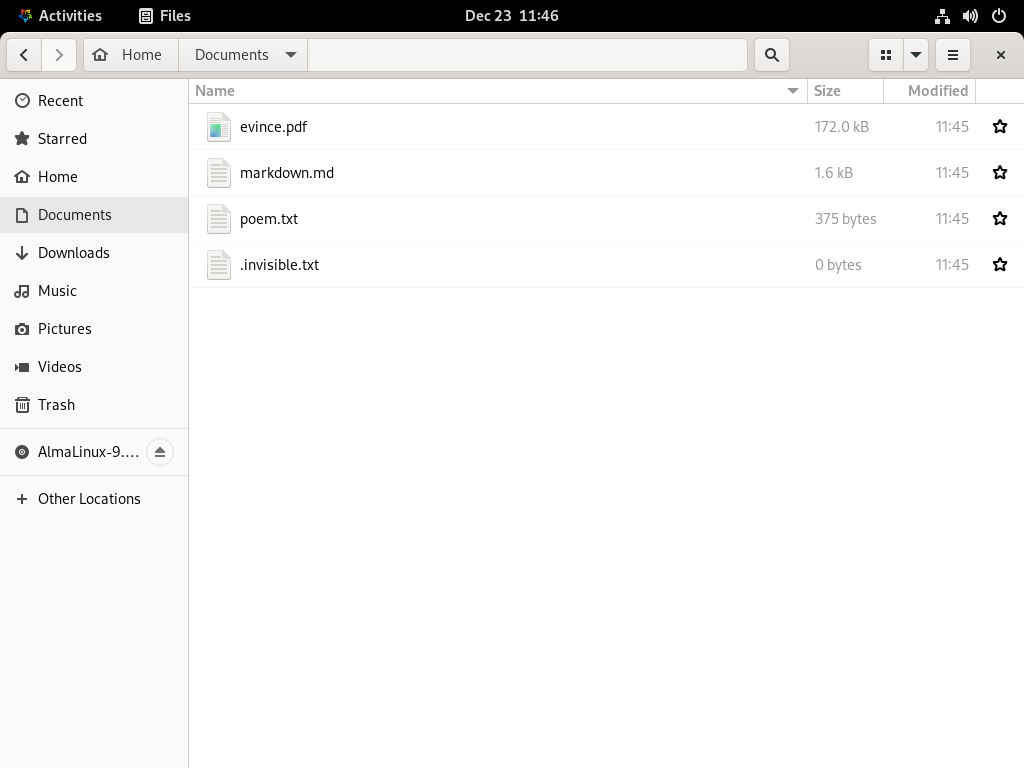 Activities Files Dec 23 11:46
Home Documents
Name Size Modified
Recent
Starred
Home
Documents
Downloads
Music
Pictures
Videos
Trash
AlmaLinux-9.…
Other Locations
evince.pdf 172.0 kB 11:45
markdown.md 1.6 kB 11:45
poem.txt 375 bytes 11:45
.invisible.txt 0 bytes 11:45